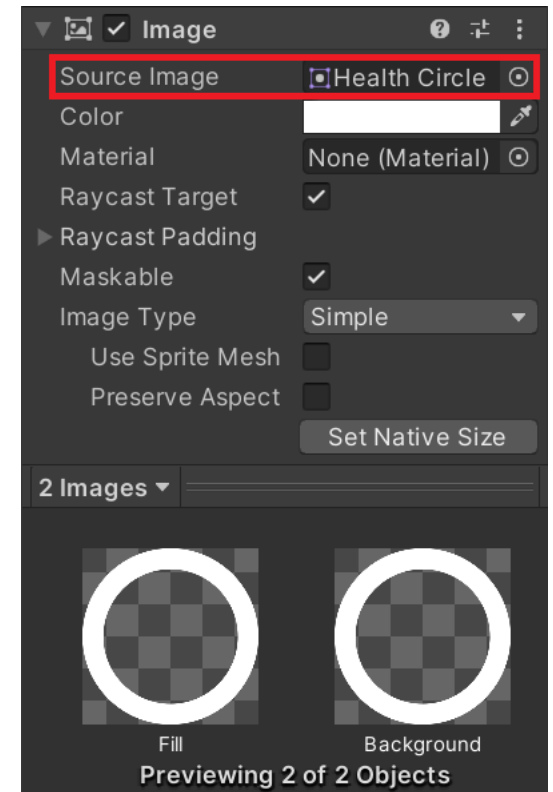 Image
Source Image Health Circle
Color
Material None (Material)
Raycast Target
Raycast Padding
Maskable
Image Type Simple
Use Sprite Mesh
Preserve Aspect
Set Native Size
2 Images
Fill Background
Previewing 2 of 2 Objects